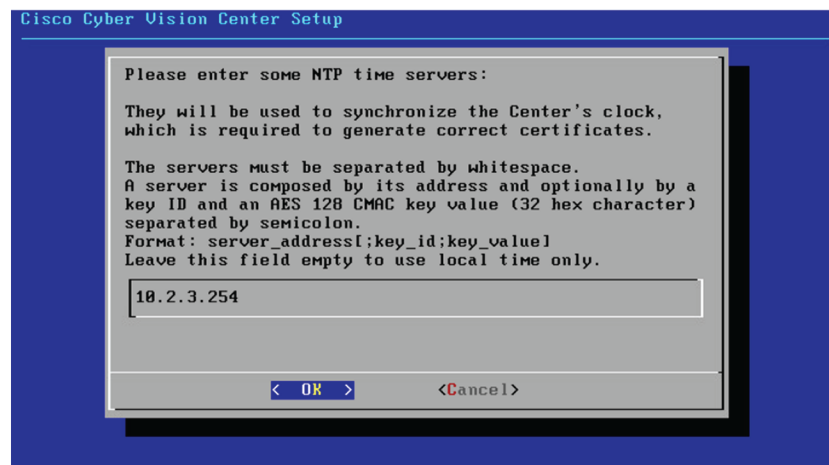 Cisco Cyber Vision Center Setup
Please enter some NTP time servers:
They will be used to synchronize the Center's clock,
which is required to generate correct certificates.
The servers must be separated by whitespace.
A server is composed by its address and optionally by a
key ID and an AES 128 CMAC key value (32 hex character)
separated by semicolon.
Format: server_address[;key_id;key_value]
Leave this field empty to use local time only.
10.2.3.254
< OK > <Cancel>